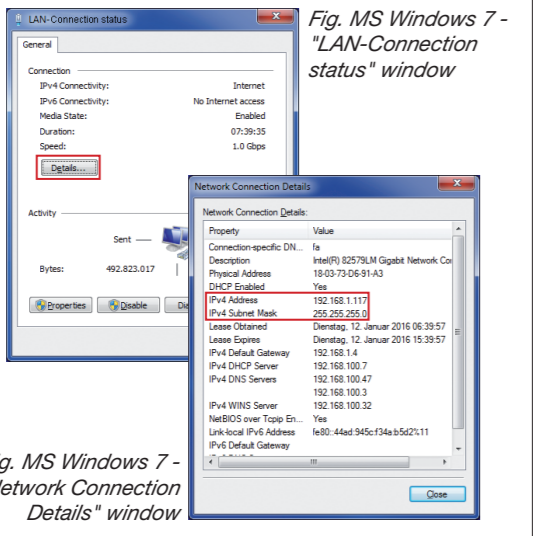 LAN-Connection status
General
Connection
IPv4 Connectivity: Internet
IPv6 Connectivity: No Internet access
Media State: Enabled
Duration: 07:39:35
Speed: 1.0 Gbps
Details...
Activity
Sent
Bytes: 492.823.017
Properties Disable
Fig. MS Windows 7 -
"LAN-Connection
status" window
Network Connection Details
Network Connection Details:
Property Value
Connection-specific DN... fa
Description Intel(R) 82579LM Gigabit Network
Physical Address 18-03-73-D6-91-A3
DHCP Enabled Yes
IPv4 Address 192.168.1.117
IPv4 Subnet Mask 255.255.255.0
Lease Obtained Dienstag, 12. Januar 2016 06:39:57
Lease Expires Dienstag, 12. Januar 2016 15:39:57
IPv4 Default Gateway 192.168.1.4
IPv4 DHCP Server 192.168.100.7
IPv4 DNS Servers 192.168.100.47
192.168.100.3
IPv4 WINS Server 192.168.100.32
NetBIOS over Tcpip En... Yes
Link-local IPv6 Address fe80::44ad:945c:f34a:b5d2%11
IPv6 Default Gateway
Close
g. MS Windows 7 -
etwork Connection
Details" window